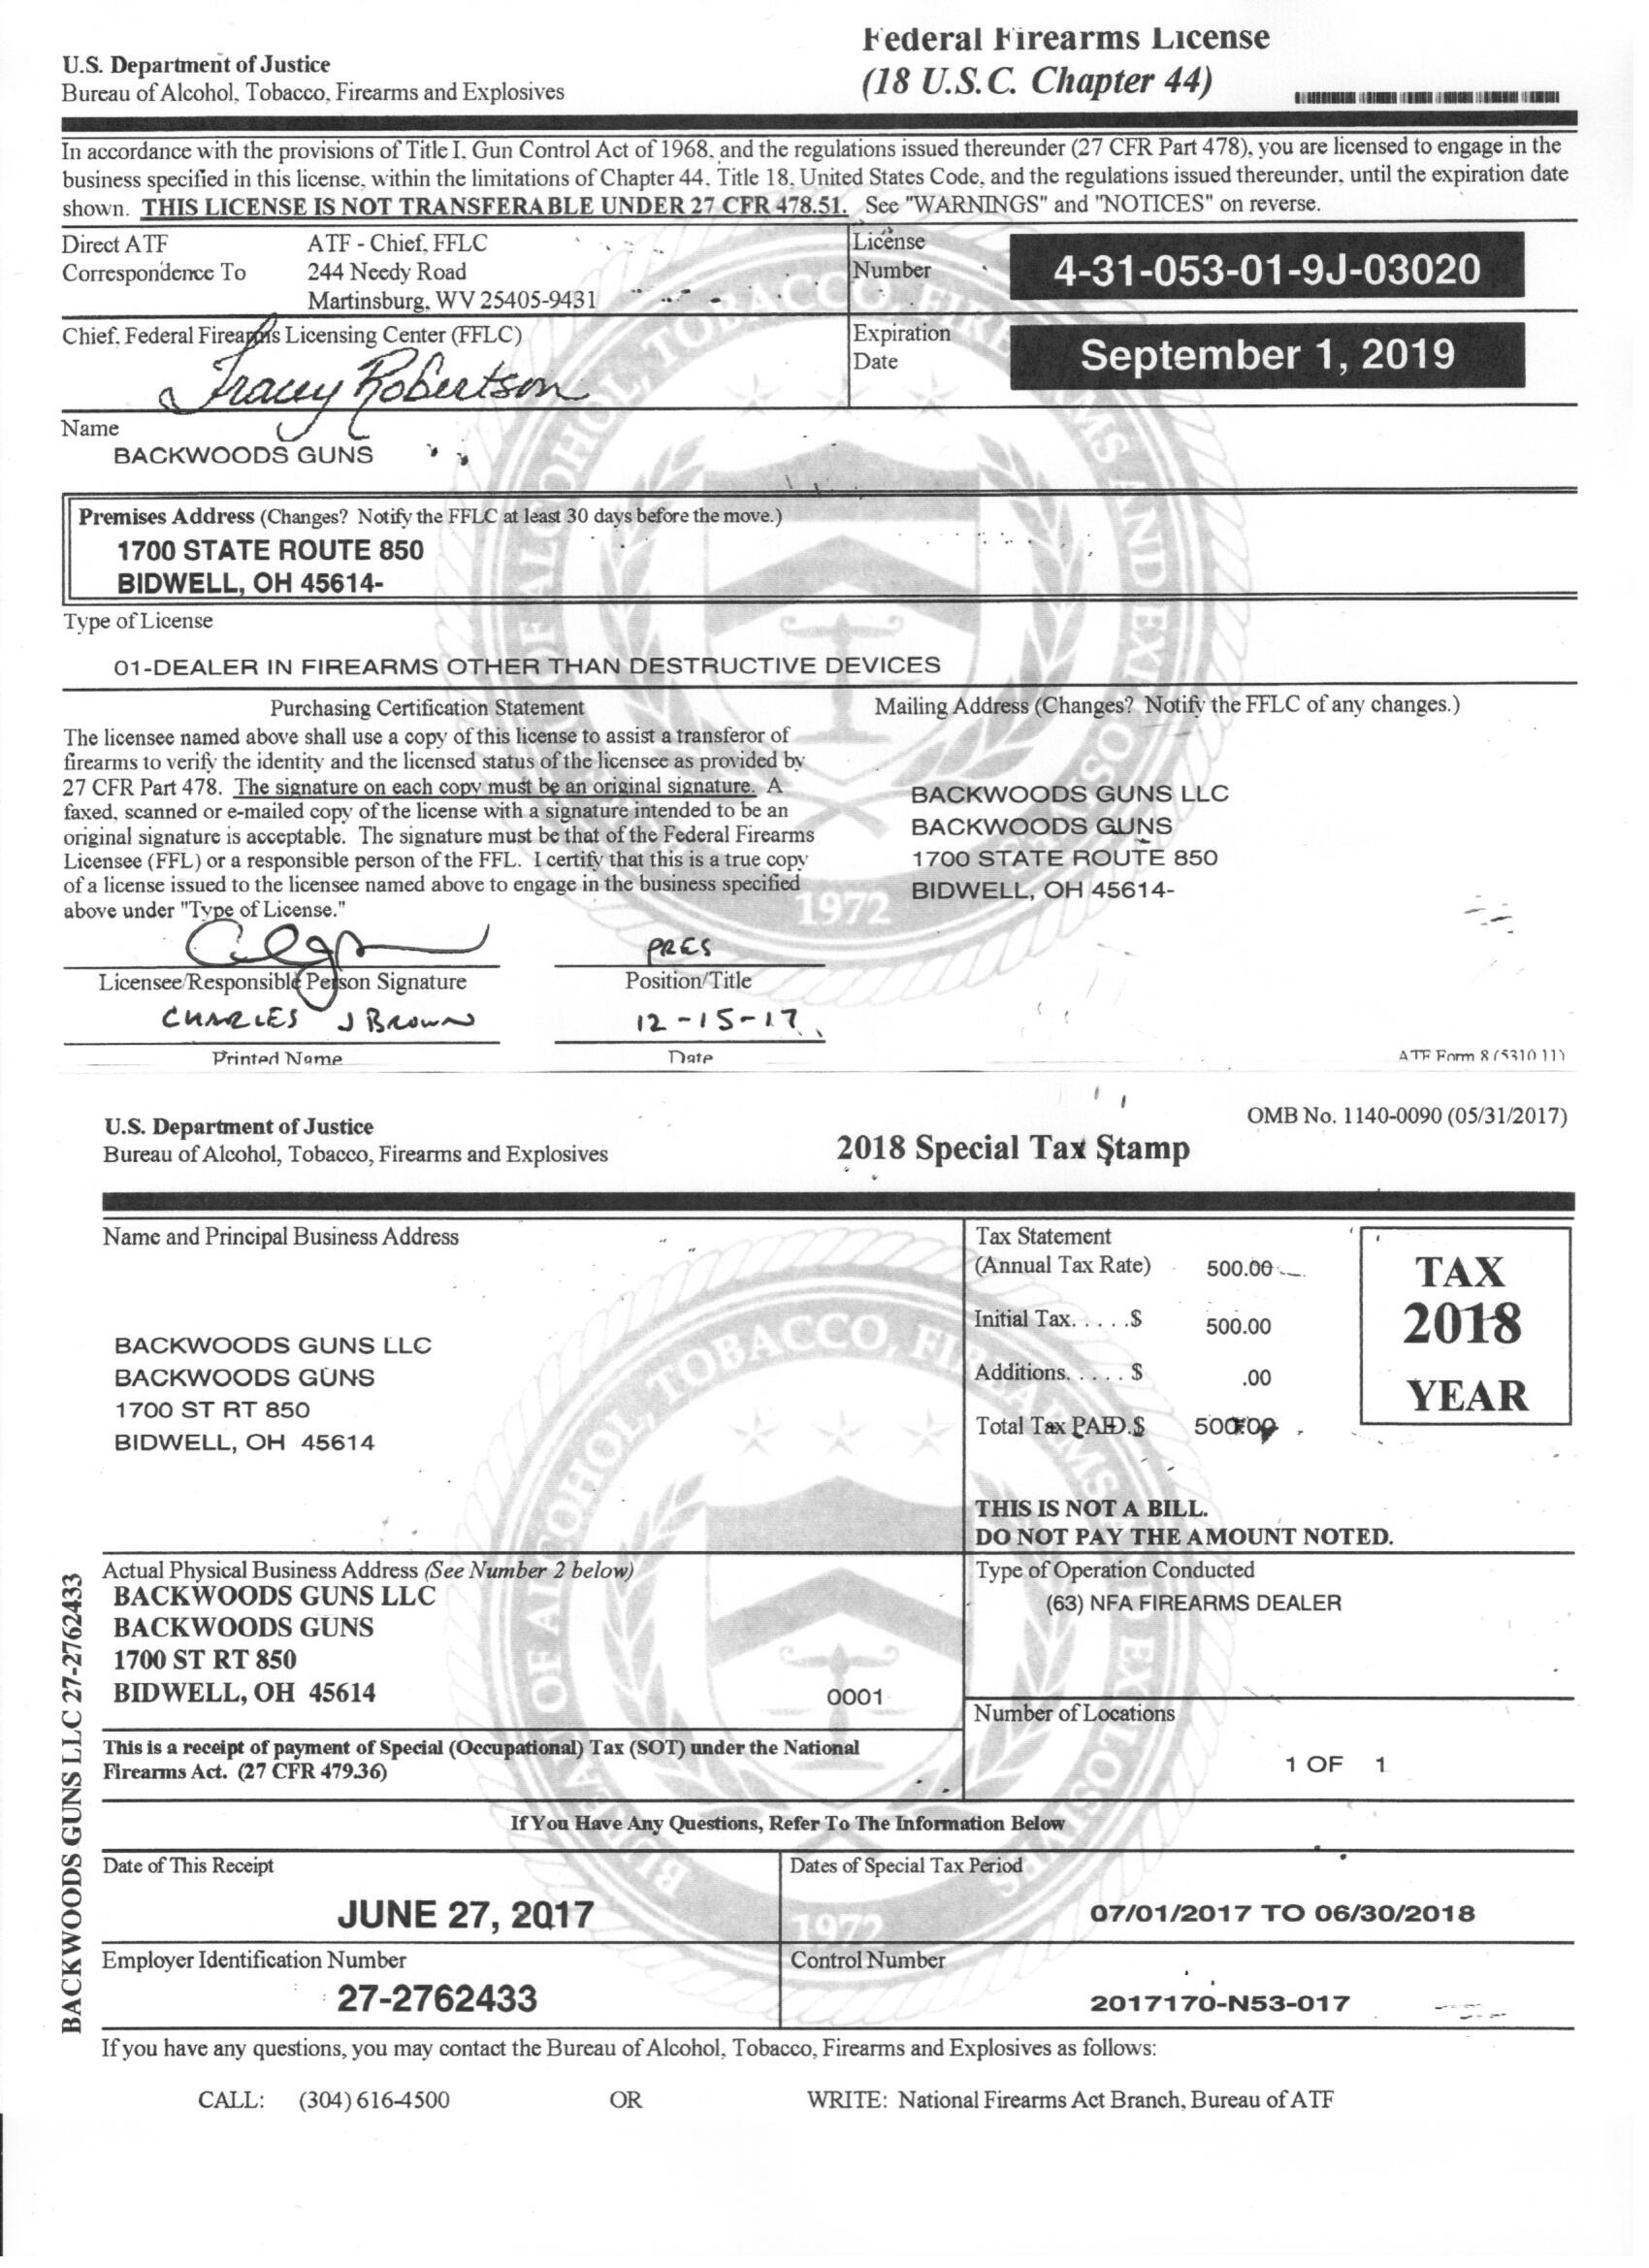 Federal Firearms License
(18 U.S.C. Chapter 44)
U.S. Department of Justice
Bureau of Alcohol, Tobacco, Firearms and Explosives
In accordance with the provisions of Title I, Gun Control Act of 1968, and the regulations issued thereunder (27 CFR Part 478), you are licensed to engage in the
business specified in this license, within the limitations of Chapter 44, Title 18, United States Code, and the regulations issued thereunder, until the expiration date
shown. THIS LICENSE IS NOT TRANSFERABLE UNDER 27 CFR 478.51. See "WARNINGS" and "NOTICES" on reverse.
Direct ATF
Correspondence To
ATF - Chief, FFLC
244 Needy Road
Martinsburg, WV 25405-9431
License
Number
4-31-053-01-9J-03020
Chief, Federal Firearms Licensing Center (FFLC)
Tracey Robertson
Expiration
Date
September 1, 2019
Name
BACKWOODS GUNS
Premises Address (Changes? Notify the FFLC at least 30 days before the move.)
1700 STATE ROUTE 850
BIDWELL, OH 45614-
Type of License
01-DEALER IN FIREARMS OTHER THAN DESTRUCTIVE DEVICES
Purchasing Certification Statement
The licensee named above shall use a copy of this license to assist a transferor of
firearms to verify the identity and the licensed status of the licensee as provided by
27 CFR Part 478. The signature on each copy must be an original signature. A
faxed, scanned or e-mailed copy of the license with a signature intended to be an
original signature is acceptable. The signature must be that of the Federal Firearms
Licensee (FFL) or a responsible person of the FFL. I certify that this is a true copy
of a license issued to the licensee named above to engage in the business specified
above under "Type of License."
Mailing Address (Changes? Notify the FFLC of any changes.)
BACKWOODS GUNS LLC
BACKWOODS GUNS
1700 STATE ROUTE 850
BIDWELL, OH 45614-
PRES
Licensee/Responsible Person Signature
Position/Title
CHARLES J BROWN
12-15-17
Printed Name
Date
ATF Form 8 (5310.11)
BUREAU OF ALCOHOL, TOBACCO, FIREARMS AND EXPLOSIVES
1972
OMB No. 1140-0090 (05/31/2017)
U.S. Department of Justice
Bureau of Alcohol, Tobacco, Firearms and Explosives
2018 Special Tax Stamp
Name and Principal Business Address
BACKWOODS GUNS LLC
BACKWOODS GUNS
1700 ST RT 850
BIDWELL, OH 45614
Tax Statement
(Annual Tax Rate) 500.00
Initial Tax. . . . .$ 500.00
Additions. . . . . $ .00
Total Tax PAID.$ 500.00
TAX
2018
YEAR
THIS IS NOT A BILL.
DO NOT PAY THE AMOUNT NOTED.
Actual Physical Business Address (See Number 2 below)
BACKWOODS GUNS LLC
BACKWOODS GUNS
1700 ST RT 850
BIDWELL, OH 45614
0001
Type of Operation Conducted
(63) NFA FIREARMS DEALER
Number of Locations
1 OF 1
This is a receipt of payment of Special (Occupational) Tax (SOT) under the National
Firearms Act. (27 CFR 479.36)
If You Have Any Questions, Refer To The Information Below
Date of This Receipt
JUNE 27, 2017
Dates of Special Tax Period
07/01/2017 TO 06/30/2018
Employer Identification Number
27-2762433
Control Number
2017170-N53-017
If you have any questions, you may contact the Bureau of Alcohol, Tobacco, Firearms and Explosives as follows:
CALL: (304) 616-4500 OR WRITE: National Firearms Act Branch, Bureau of ATF
BACKWOODS GUNS LLC 27-2762433
BUREAU OF ALCOHOL, TOBACCO, FIREARMS AND EXPLOSIVES
1972